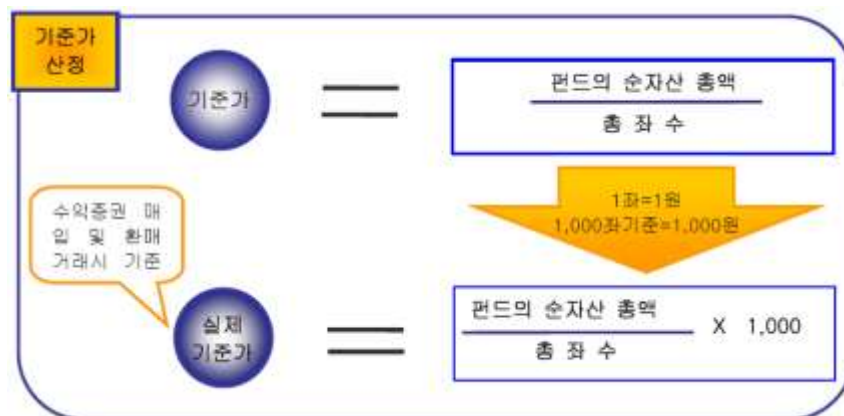 기준가
산정
기준가
펀드의 순자산 총액
총 좌 수
1좌=1원
1,000좌기준=1,000원
수익증권 매
입 및 환매
거래시 기준
실제
기준가
펀드의 순자산 총액
총 좌 수
X 1,000